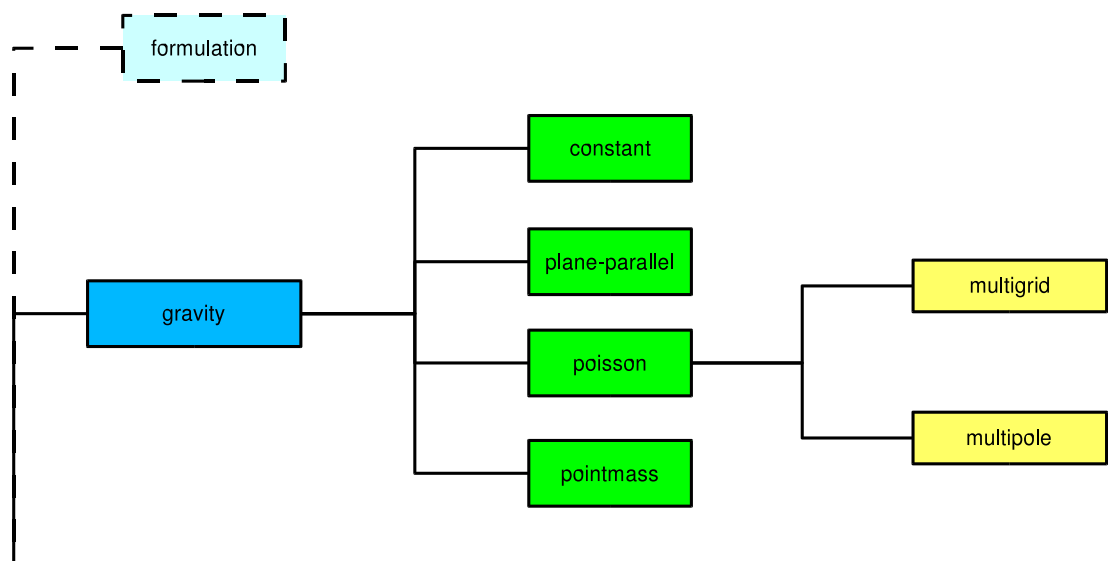 formulation
constant
plane-parallel
gravity
multigrid
poisson
multipole
pointmass